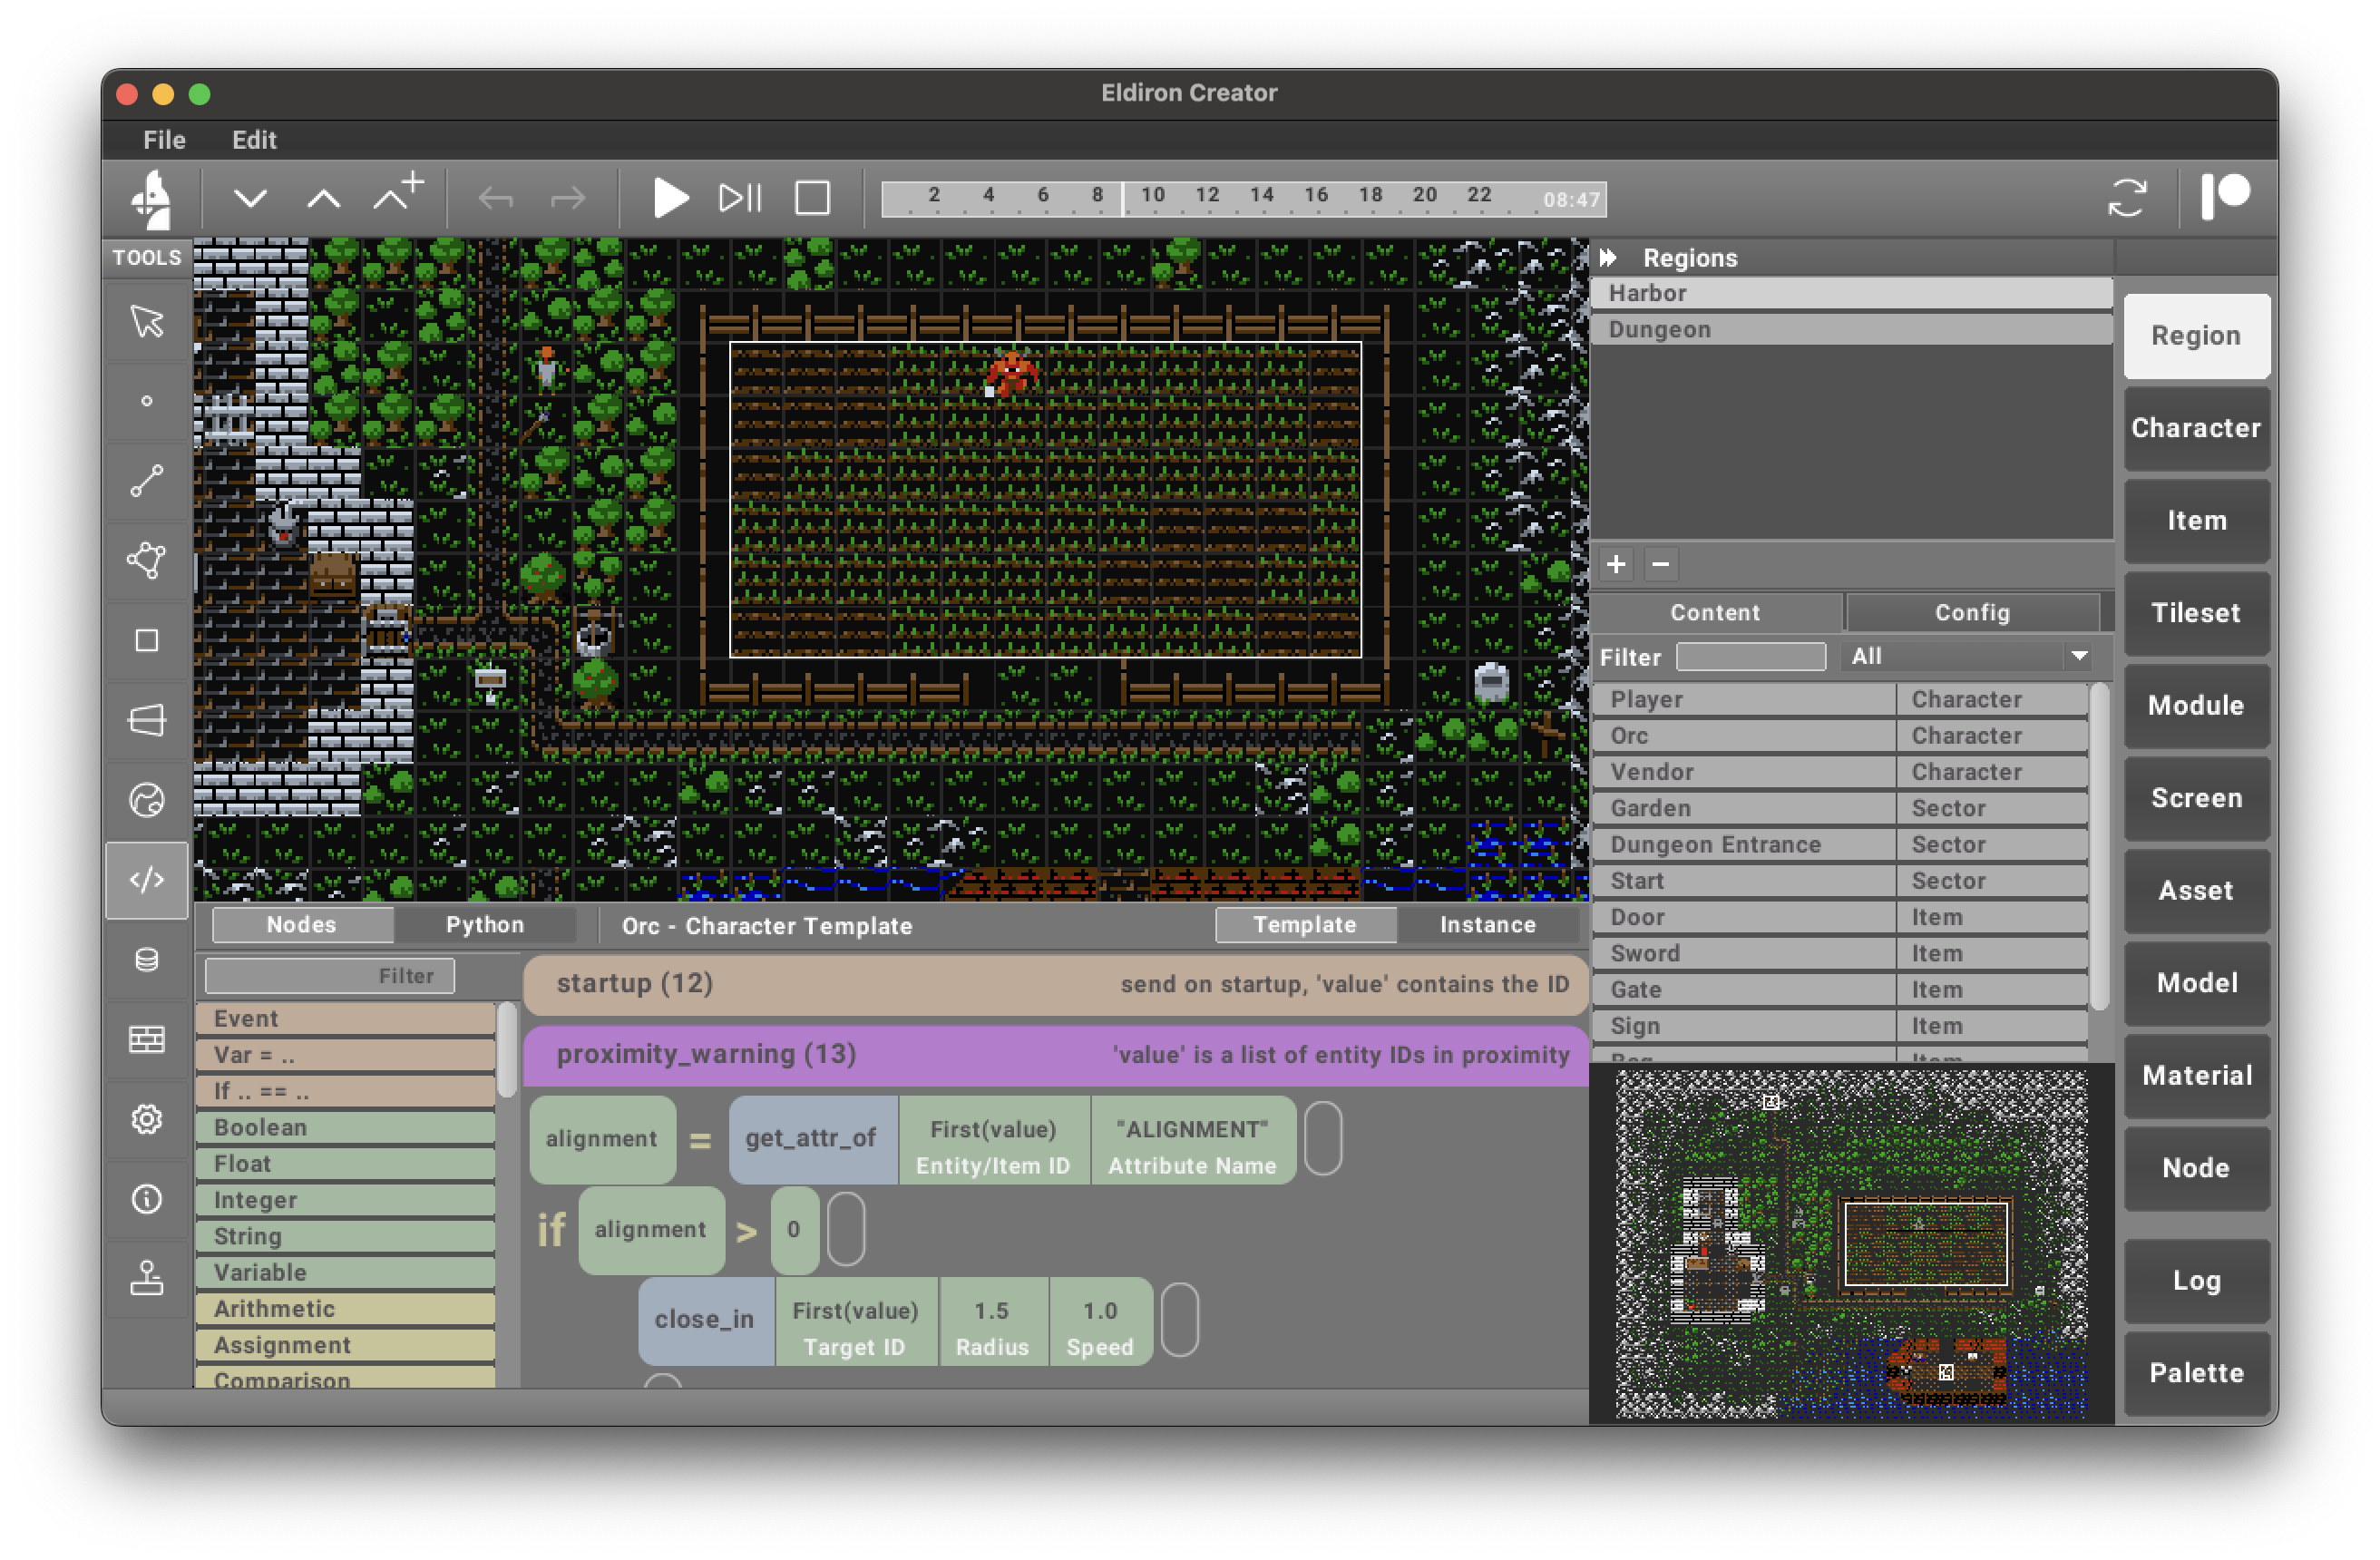 Eldiron Creator
File Edit
2 4 6 8 10 12 14 16 18 20 22 08:47
TOOLS
Regions
Harbor
Dungeon
Content Config
Filter All
Player Character
Orc Character
Vendor Character
Garden Sector
Dungeon Entrance Sector
Start Sector
Door Item
Sword Item
Gate Item
Sign Item
Region
Character
Item
Tileset
Module
Screen
Asset
Model
Material
Node
Log
Palette
Nodes Python Orc - Character Template Template Instance
Filter
Event
Var = ..
If .. == ..
Boolean
Float
Integer
String
Variable
Arithmetic
Assignment
Comparison
startup (12) send on startup, 'value' contains the ID
proximity_warning (13) 'value' is a list of entity IDs in proximity
alignment = get_attr_of First(value) "ALIGNMENT"
Entity/Item ID Attribute Name
if alignment > 0
close_in First(value) 1.5 1.0
Target ID Radius Speed